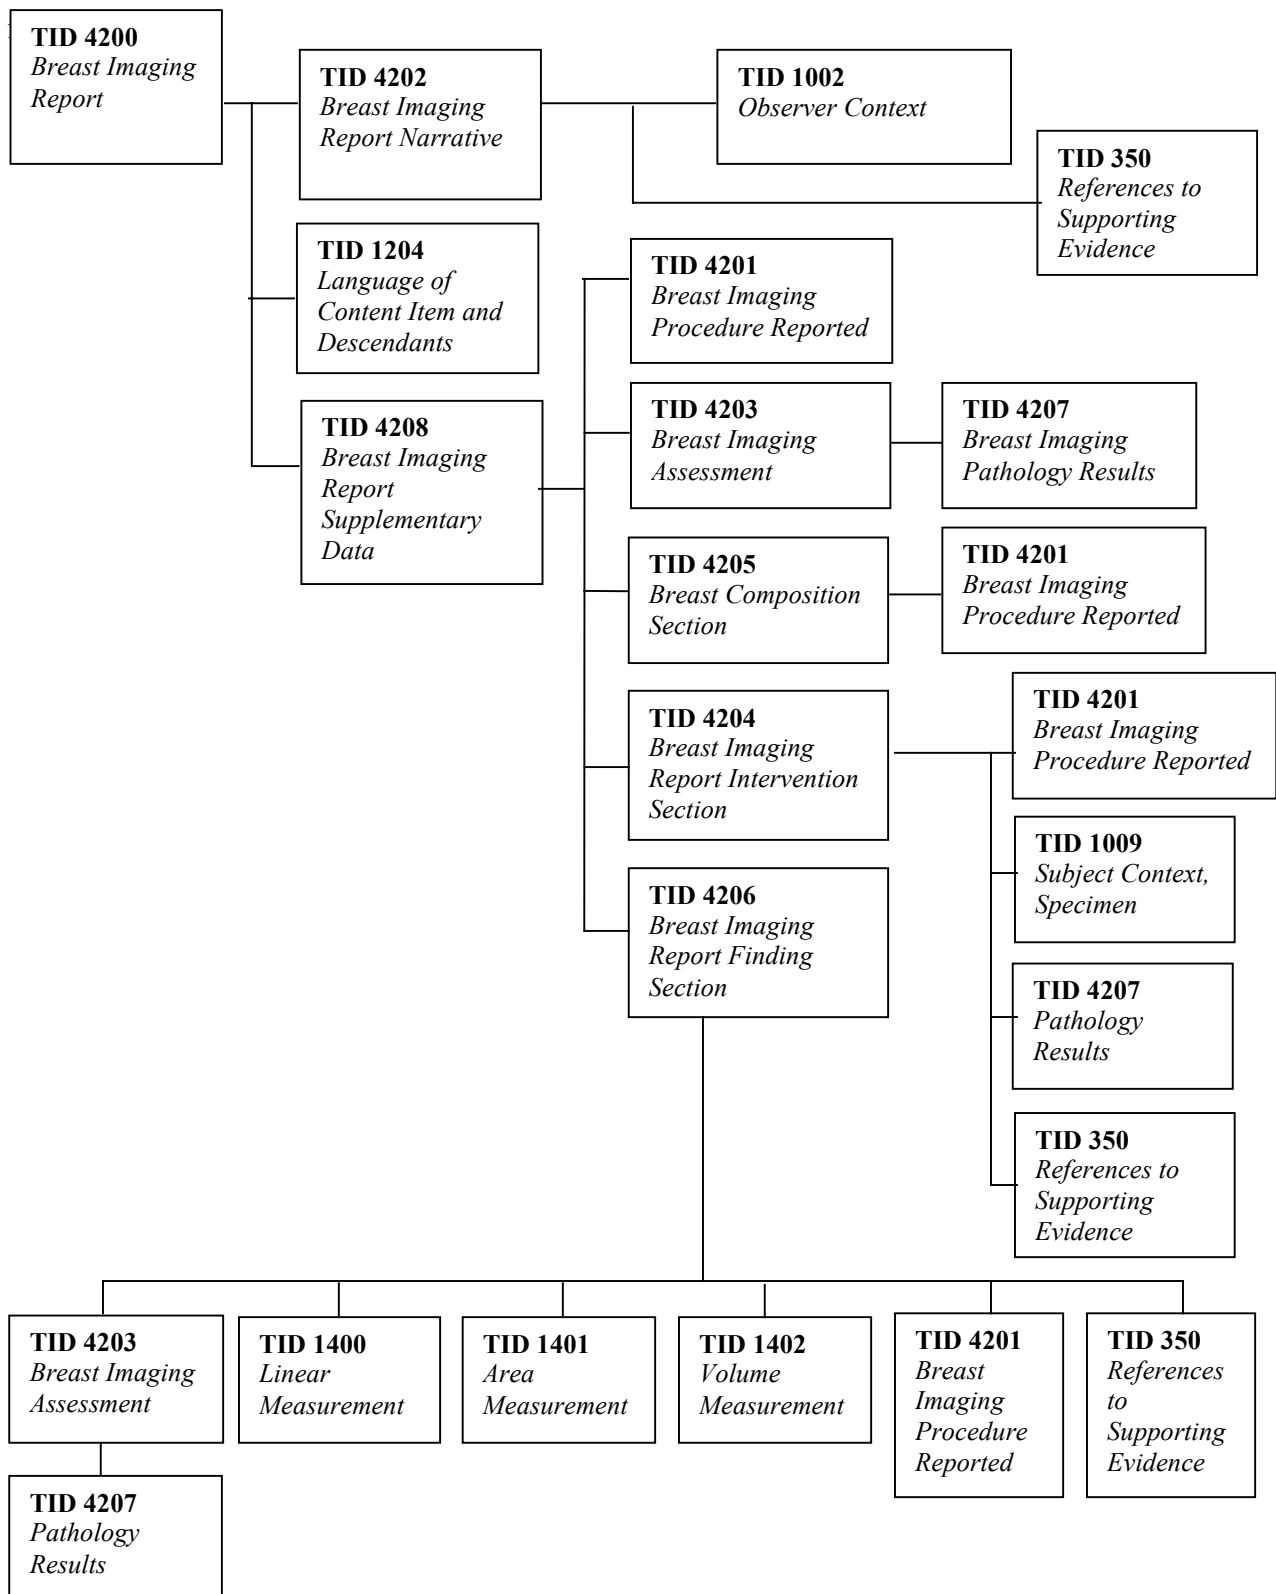 TID 4200
Breast Imaging
Report
TID 4202
Breast Imaging
Report Narrative
TID 1002
Observer Context
TID 350
References to
Supporting
Evidence
TID 1204
Language of
Content Item and
Descendants
TID 4201
Breast Imaging
Procedure Reported
TID 4208
Breast Imaging
Report
Supplementary
Data
TID 4203
Breast Imaging
Assessment
TID 4207
Breast Imaging
Pathology Results
TID 4205
Breast Composition
Section
TID 4201
Breast Imaging
Procedure Reported
TID 4204
Breast Imaging
Report Intervention
Section
TID 4201
Breast Imaging
Procedure Reported
TID 1009
Subject Context,
Specimen
TID 4207
Pathology
Results
TID 350
References to
Supporting
Evidence
TID 4206
Breast Imaging
Report Finding
Section
TID 4203
Breast Imaging
Assessment
TID 1400
Linear
Measurement
TID 1401
Area
Measurement
TID 1402
Volume
Measurement
TID 4201
Breast
Imaging
Procedure
Reported
TID 350
References
to
Supporting
Evidence
TID 4207
Pathology
Results